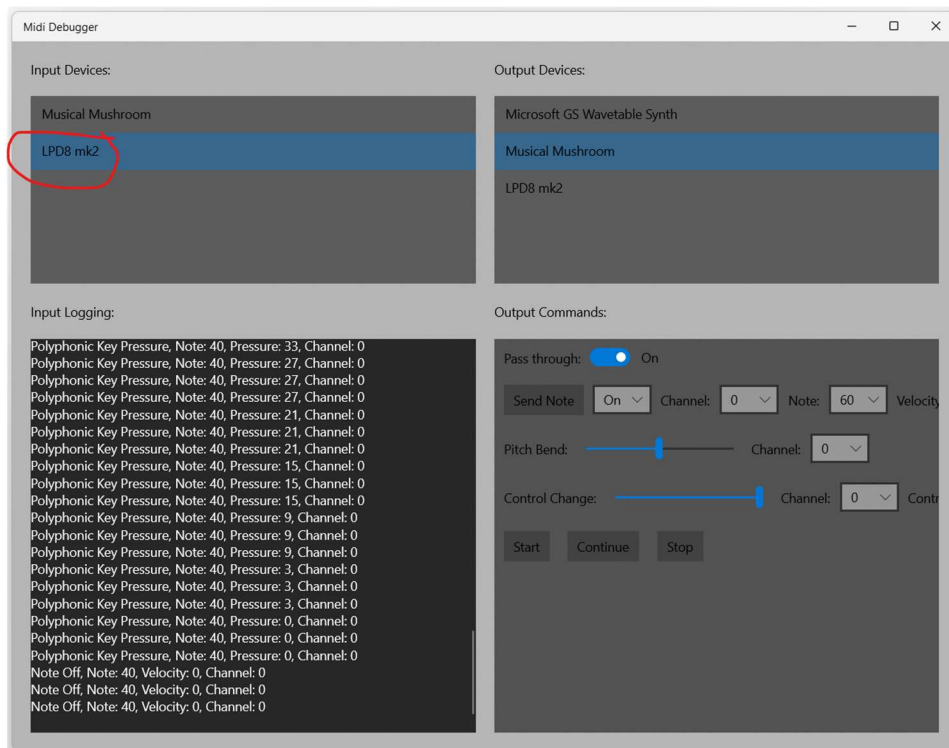 Midi Debugger
Input Devices:
Musical Mushroom
LPD8 mk2
Output Devices:
Microsoft GS Wavetable Synth
Musical Mushroom
LPD8 mk2
Input Logging:
Polyphonic Key Pressure, Note: 40, Pressure: 33, Channel: 0
Polyphonic Key Pressure, Note: 40, Pressure: 27, Channel: 0
Polyphonic Key Pressure, Note: 40, Pressure: 27, Channel: 0
Polyphonic Key Pressure, Note: 40, Pressure: 27, Channel: 0
Polyphonic Key Pressure, Note: 40, Pressure: 21, Channel: 0
Polyphonic Key Pressure, Note: 40, Pressure: 21, Channel: 0
Polyphonic Key Pressure, Note: 40, Pressure: 21, Channel: 0
Polyphonic Key Pressure, Note: 40, Pressure: 15, Channel: 0
Polyphonic Key Pressure, Note: 40, Pressure: 15, Channel: 0
Polyphonic Key Pressure, Note: 40, Pressure: 15, Channel: 0
Polyphonic Key Pressure, Note: 40, Pressure: 9, Channel: 0
Polyphonic Key Pressure, Note: 40, Pressure: 9, Channel: 0
Polyphonic Key Pressure, Note: 40, Pressure: 9, Channel: 0
Polyphonic Key Pressure, Note: 40, Pressure: 3, Channel: 0
Polyphonic Key Pressure, Note: 40, Pressure: 3, Channel: 0
Polyphonic Key Pressure, Note: 40, Pressure: 3, Channel: 0
Polyphonic Key Pressure, Note: 40, Pressure: 0, Channel: 0
Polyphonic Key Pressure, Note: 40, Pressure: 0, Channel: 0
Polyphonic Key Pressure, Note: 40, Pressure: 0, Channel: 0
Note Off, Note: 40, Velocity: 0, Channel: 0
Note Off, Note: 40, Velocity: 0, Channel: 0
Note Off, Note: 40, Velocity: 0, Channel: 0
Output Commands:
Pass through: On
Send Note On Channel: 0 Note: 60 Velocity
Pitch Bend: Channel: 0
Control Change: Channel: 0 Contr
Start Continue Stop